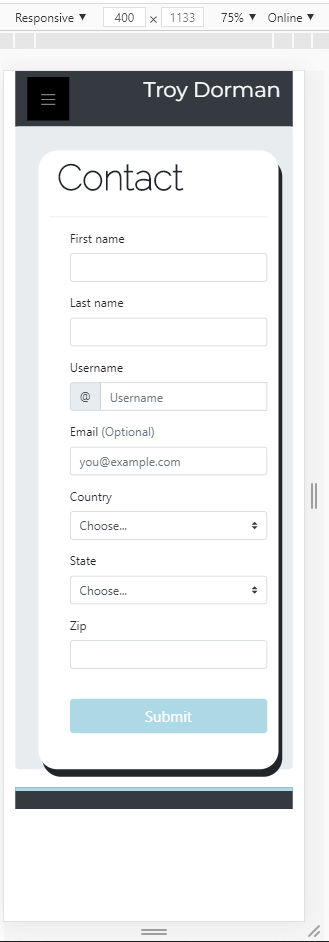 Responsive ▼ 400 × 1133 75% ▼ Online ▼
Troy Dorman
Contact
First name
Last name
Username
@ Username
Email (Optional)
you@example.com
Country
Choose...
State
Choose...
Zip
Submit